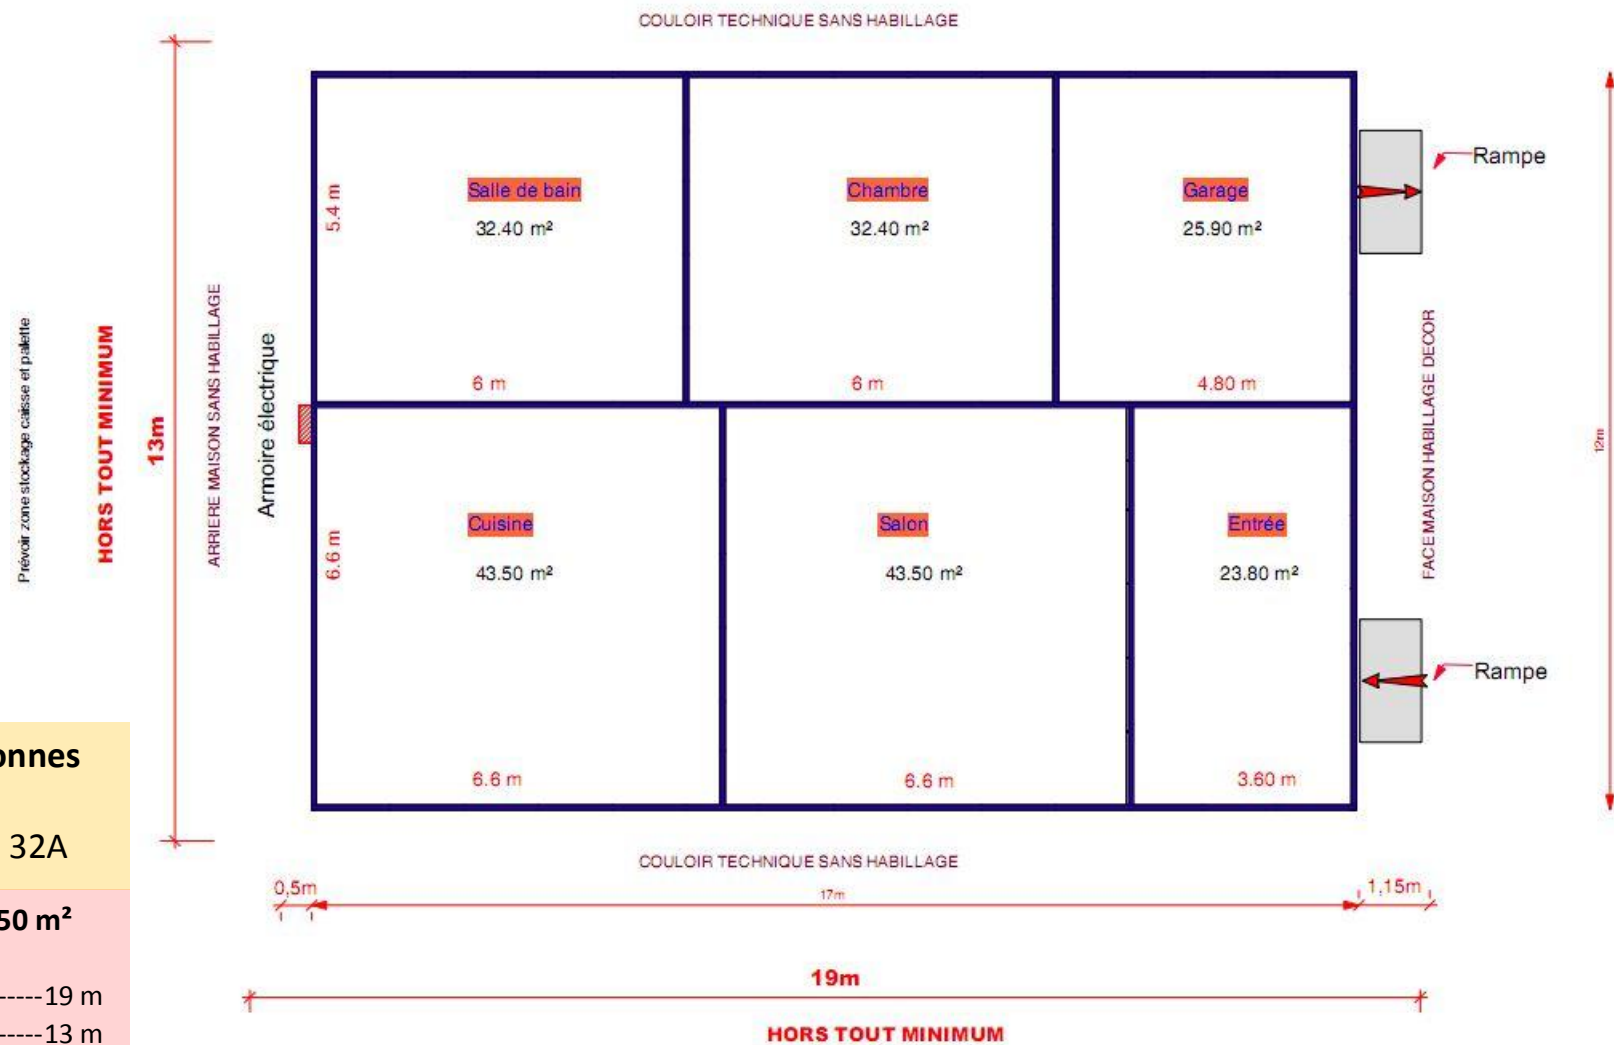 COULOIR TECHNIQUE SANS HABILLAGE
Salle de bain
32.40 m²
5.4 m
6 m
Chambre
32.40 m²
6 m
Garage
25.90 m²
4.80 m
Rampe
Prévoir zone stockage caisse et palette
HORS TOUT MINIMUM
13m
ARRIERE MAISON SANS HABILLAGE
Armoire électrique
Cuisine
43.50 m²
6.6 m
6.6 m
Salon
43.50 m²
6.6 m
Entrée
23.80 m²
3.60 m
FACE MAISON HABILLAGE DECOR
12m
Rampe
COULOIR TECHNIQUE SANS HABILLAGE
0,5m
17m
1,15m
19m
HORS TOUT MINIMUM
onnes
32A
50 m²
-----19 m
-----13 m